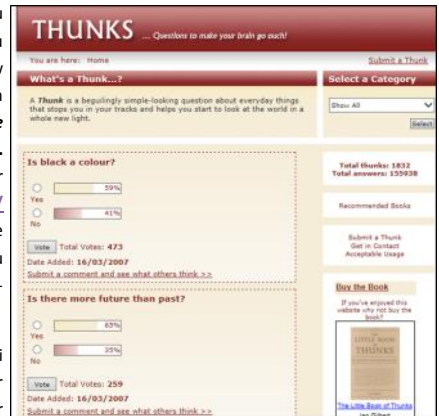 THUNKS ... Questions to make your brain go ouch!
You are here: Home
Submit a Thunk
What's a Thunk...?
A Thunk is a beguilingly simple-looking question about everyday things
that stops you in your tracks and helps you start to look at the world in a
whole new light.
Is black a colour?
59%
Yes
41%
No
Vote Total Votes: 473
Date Added: 16/03/2007
Submit a comment and see what others think >>
Is there more future than past?
65%
Yes
35%
No
Vote Total Votes: 259
Date Added: 16/03/2007
Submit a comment and see what others think >>
Select a Category
Show All
Select
Total thunks: 1832
Total answers: 155938
Recommended Books
Submit a Thunk
Get in Contact
Acceptable Usage
Buy the Book
If you've enjoyed this
website why not buy the
book?
LITTLE BOOK
OF
THUNKS
The Little Book of Thunks
Ian Gilbert